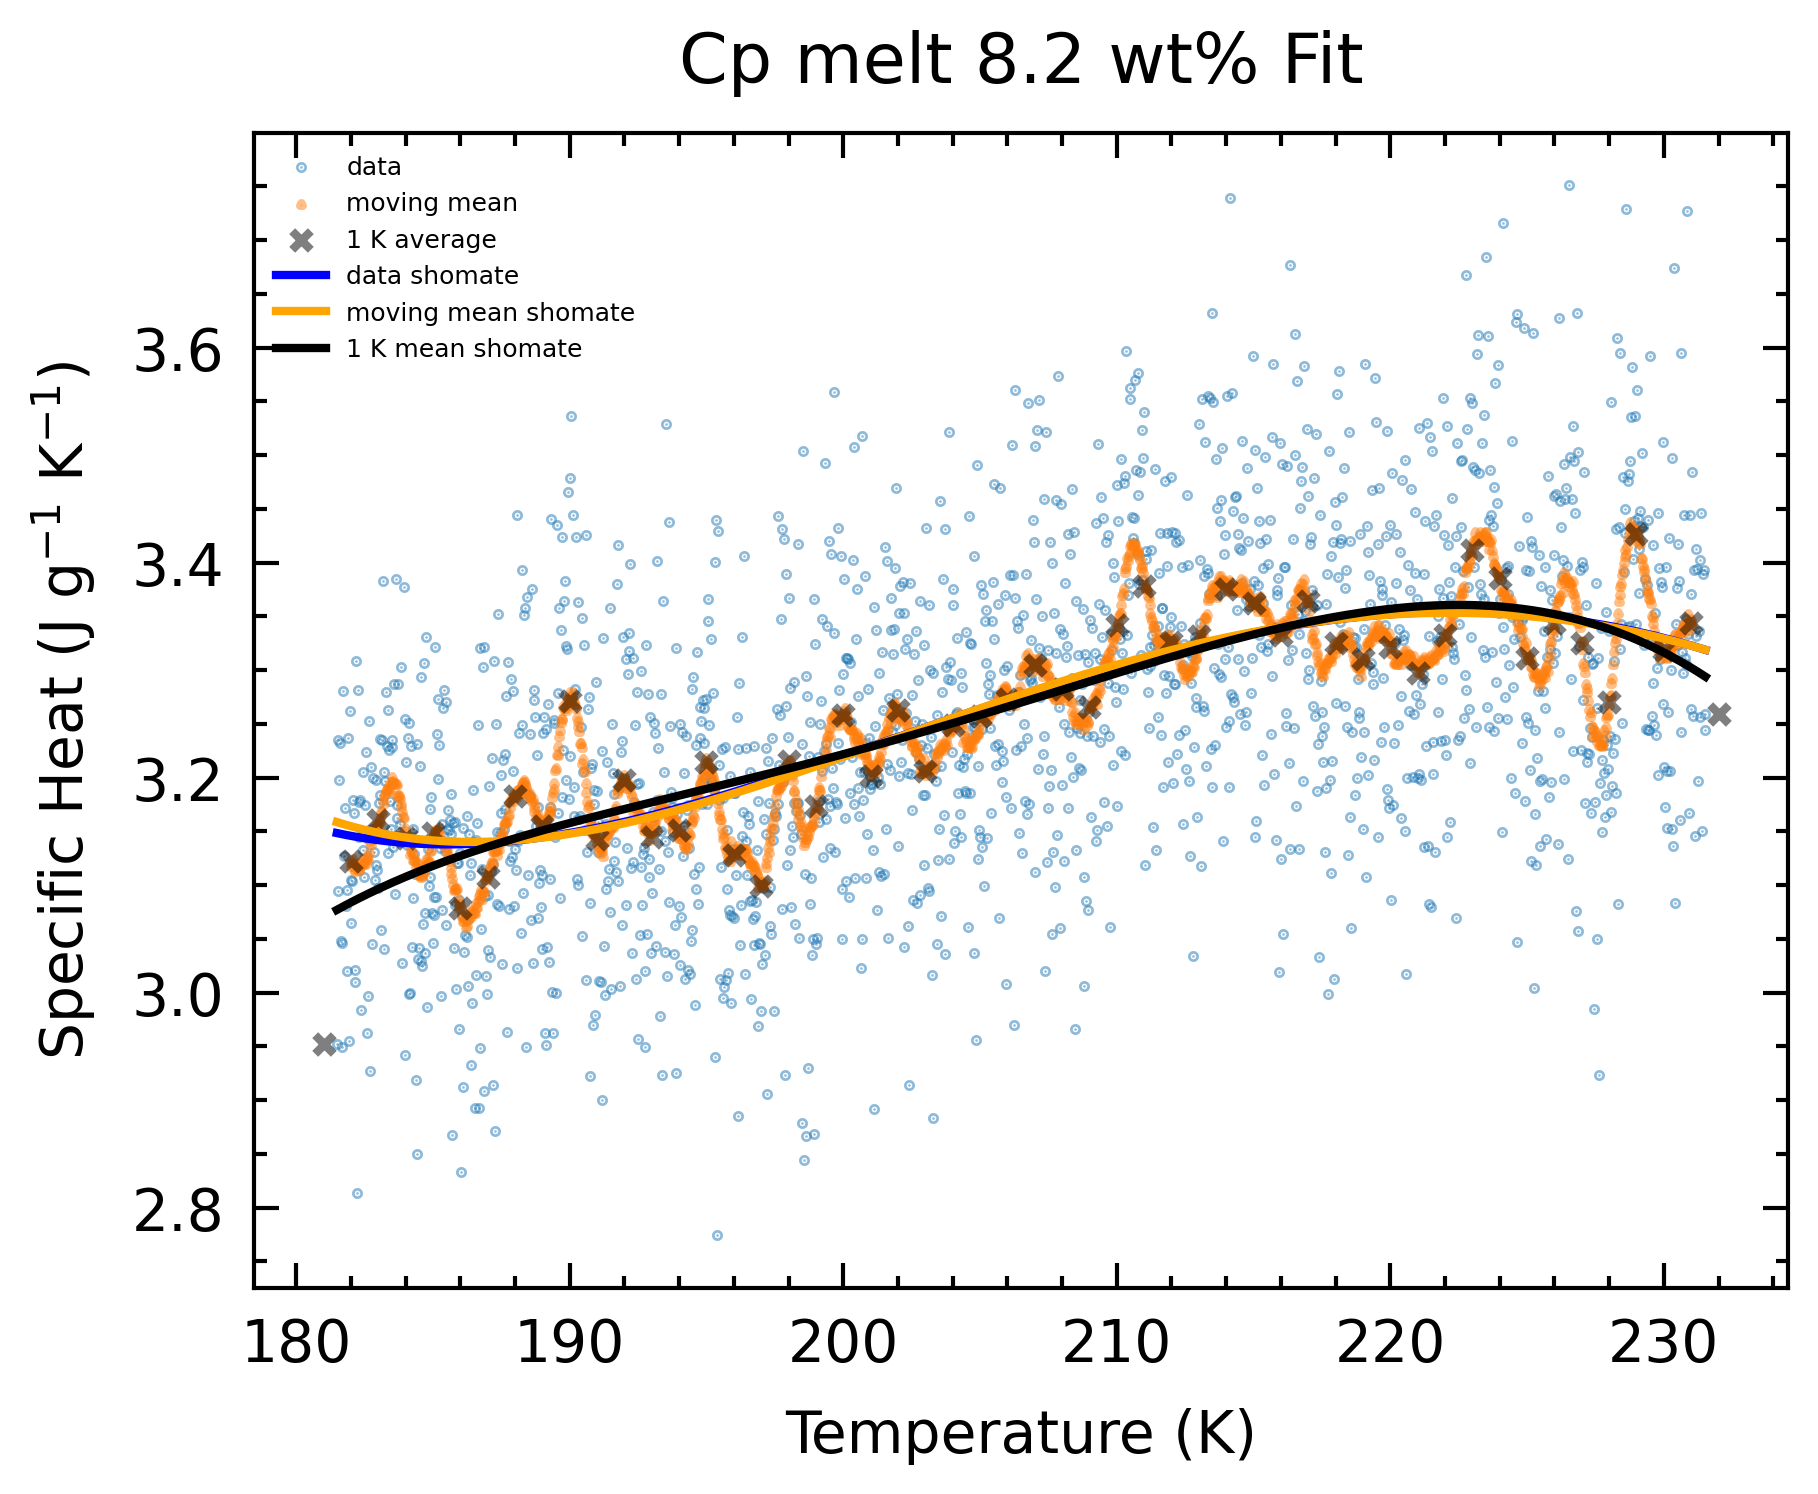 Cp melt 8.2 wt% Fit
data
moving mean
1 K average
data shomate
moving mean shomate
1 K mean shomate
Specific Heat (J g⁻¹ K⁻¹)
3.6
3.4
3.2
3.0
2.8
180 190 200 210 220 230
Temperature (K)